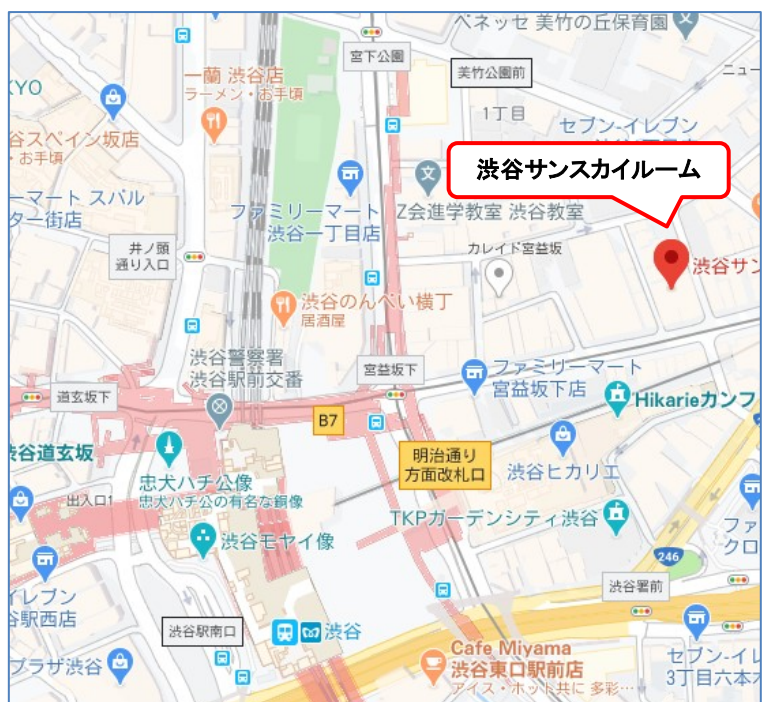 ベネッセ 美竹の丘保育園
宮下公園
美竹公園前
一蘭 渋谷店
ラーメン・お手頃
1丁目
セブン-イレブン
谷スペイン坂店
・お手頃
渋谷サンスカイルーム
ーマート スバル
ター街店
ファミリーマート
渋谷一丁目店
Z会進学教室 渋谷教室
井ノ頭
通り入口
カレイド宮益坂
渋谷サン
渋谷のんべい横丁
居酒屋
渋谷警察署
渋谷駅前交番
宮益坂下
ファミリーマート
宮益坂下店
道玄坂下
Hikarieカンフ
B7
谷道玄坂
明治通り
方面改札口
渋谷ヒカリエ
忠犬ハチ公像
忠犬ハチ公の有名な銅像
出入口1
TKPガーデンシティ渋谷
渋谷モヤイ像
ファ
クロ
246
イレブン
谷駅西店
渋谷署前
渋谷駅南口
渋谷
プラザ渋谷
Cafe Miyama
渋谷東口駅前店
アイス・ホット共に 多彩…
セブン-イレ
3丁目六本木